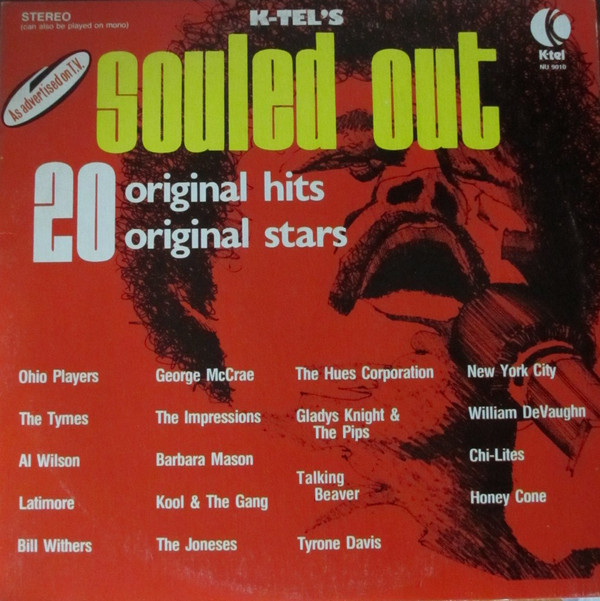 STEREO
(can also be played on mono)
K-TEL'S
K-tel
NU 9010
As advertised on T.V.
souled out
20 original hits
original stars
Ohio Players
The Tymes
Al Wilson
Latimore
Bill Withers
George McCrae
The Impressions
Barbara Mason
Kool & The Gang
The Joneses
The Hues Corporation
Gladys Knight &
The Pips
Talking
Beaver
Tyrone Davis
New York City
William DeVaughn
Chi-Lites
Honey Cone